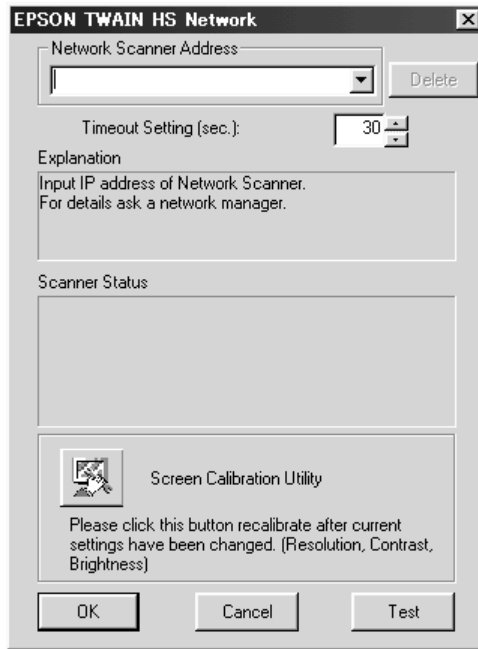 EPSON TWAIN HS Network
Network Scanner Address
Delete
Timeout Setting (sec.):
30
Explanation
Input IP address of Network Scanner.
For details ask a network manager.
Scanner Status
Screen Calibration Utility
Please click this button recalibrate after current
settings have been changed. (Resolution, Contrast,
Brightness)
OK
Cancel
Test